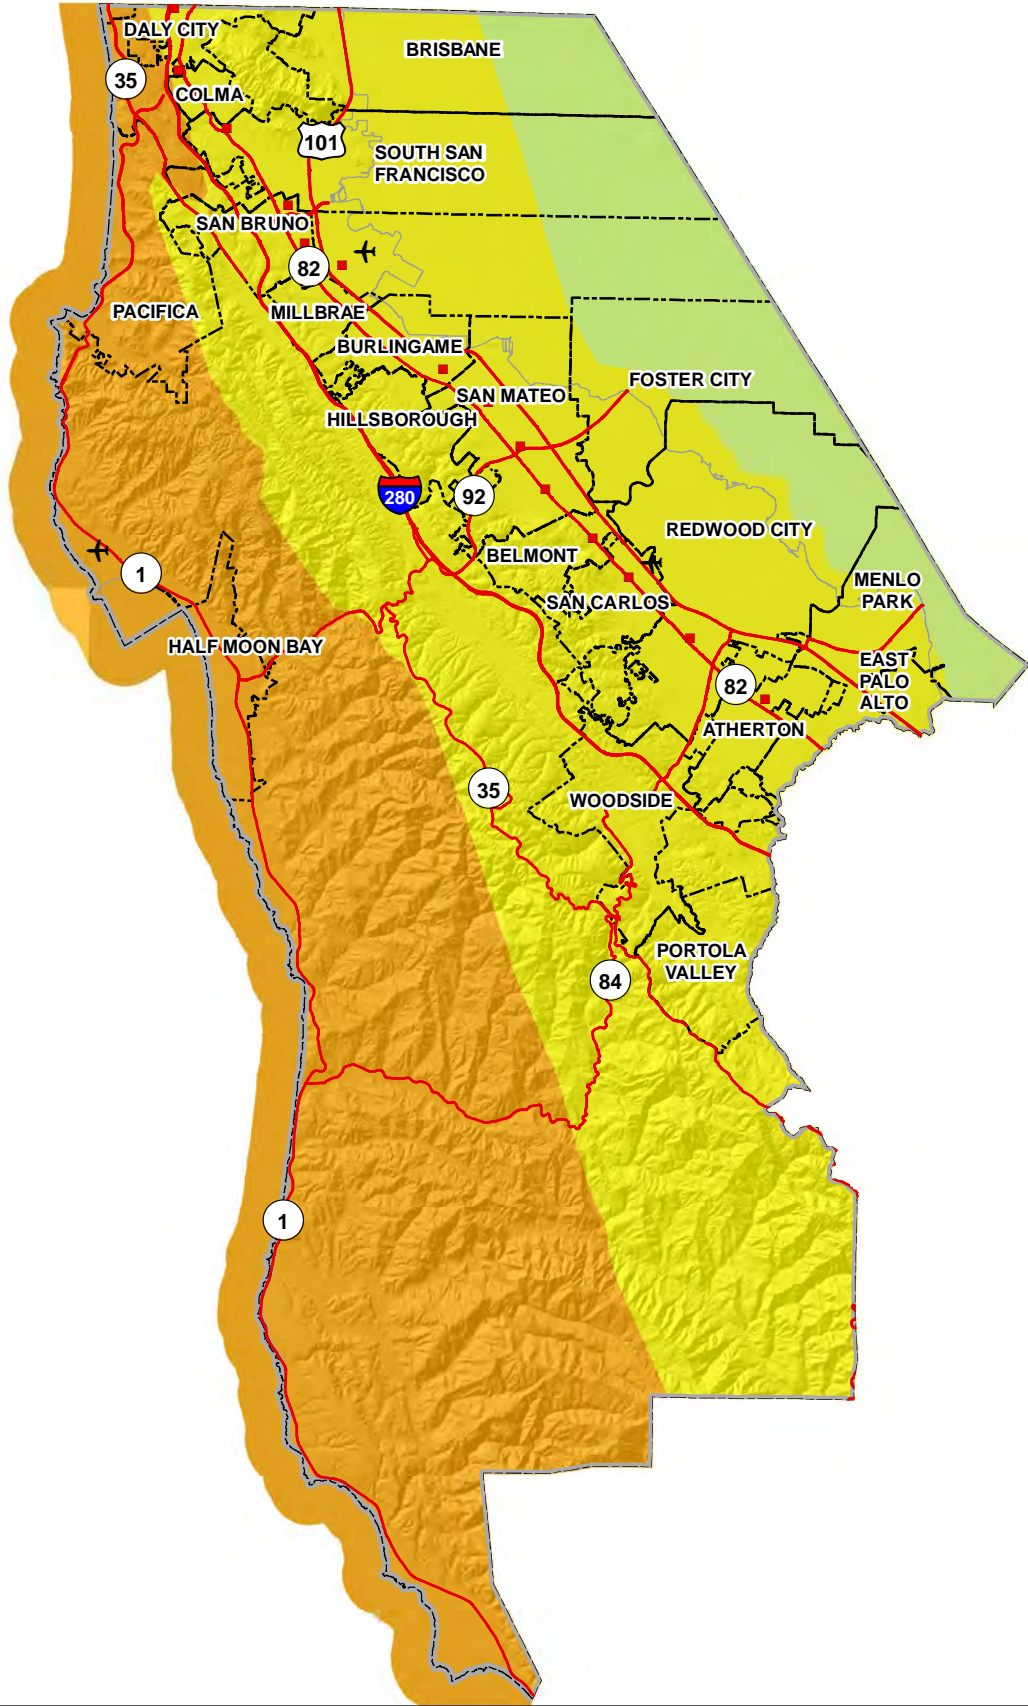 DALY CITY
BRISBANE
35
COLMA
101
SOUTH SAN
FRANCISCO
SAN BRUNO
82
PACIFICA
MILLBRAE
BURLINGAME
FOSTER CITY
SAN MATEO
HILLSBOROUGH
280
92
REDWOOD CITY
BELMONT
1
MENLO
PARK
SAN CARLOS
HALF MOON BAY
EAST
PALO
ALTO
82
ATHERTON
35
WOODSIDE
PORTOLA
VALLEY
84
1